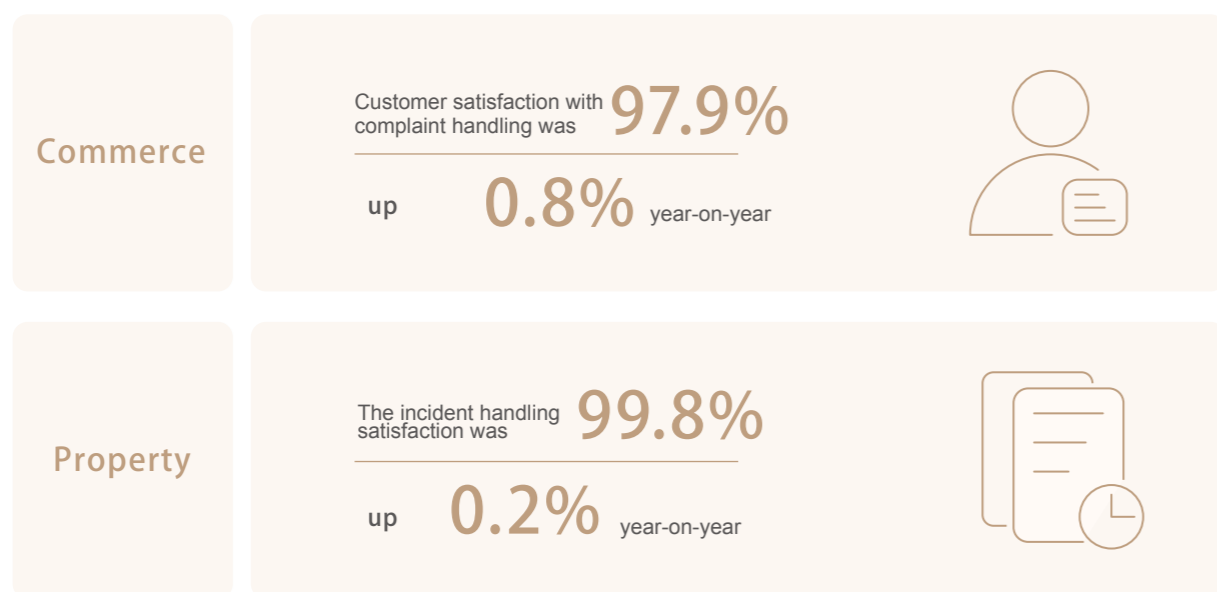 Commerce
Customer satisfaction with
complaint handling was 97.9%
up 0.8% year-on-year
Property
The incident handling
satisfaction was 99.8%
up 0.2% year-on-year